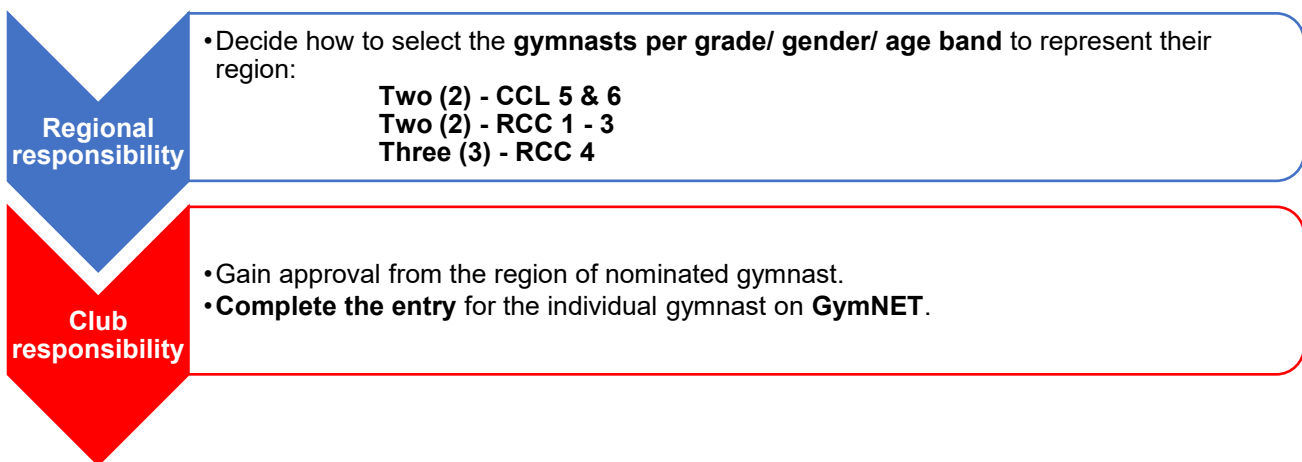 Regional
responsibility
•Decide how to select the gymnasts per grade/ gender/ age band to represent their
region:
Two (2) - CCL 5 & 6
Two (2) - RCC 1 - 3
Three (3) - RCC 4
Club
responsibility
•Gain approval from the region of nominated gymnast.
•Complete the entry for the individual gymnast on GymNET.